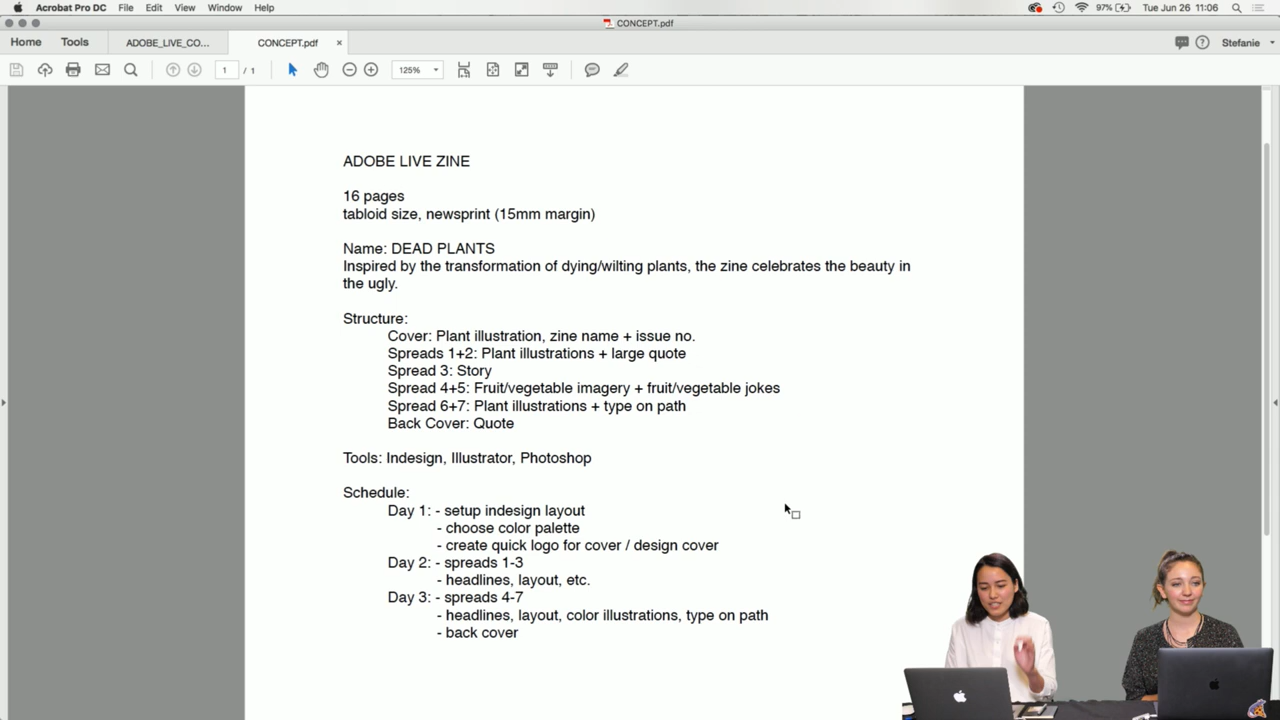 Acrobat Pro DC File Edit View Window Help 97% Tue Jun 26 11:06
CONCEPT.pdf
Home Tools ADOBE_LIVE_CO... CONCEPT.pdf × Stefanie
1 / 1 125%
ADOBE LIVE ZINE
16 pages
tabloid size, newsprint (15mm margin)
Name: DEAD PLANTS
Inspired by the transformation of dying/wilting plants, the zine celebrates the beauty in
the ugly.
Structure:
Cover: Plant illustration, zine name + issue no.
Spreads 1+2: Plant illustrations + large quote
Spread 3: Story
Spread 4+5: Fruit/vegetable imagery + fruit/vegetable jokes
Spread 6+7: Plant illustrations + type on path
Back Cover: Quote
Tools: Indesign, Illustrator, Photoshop
Schedule:
Day 1: - setup indesign layout
- choose color palette
- create quick logo for cover / design cover
Day 2: - spreads 1-3
- headlines, layout, etc.
Day 3: - spreads 4-7
- headlines, layout, color illustrations, type on path
- back cover